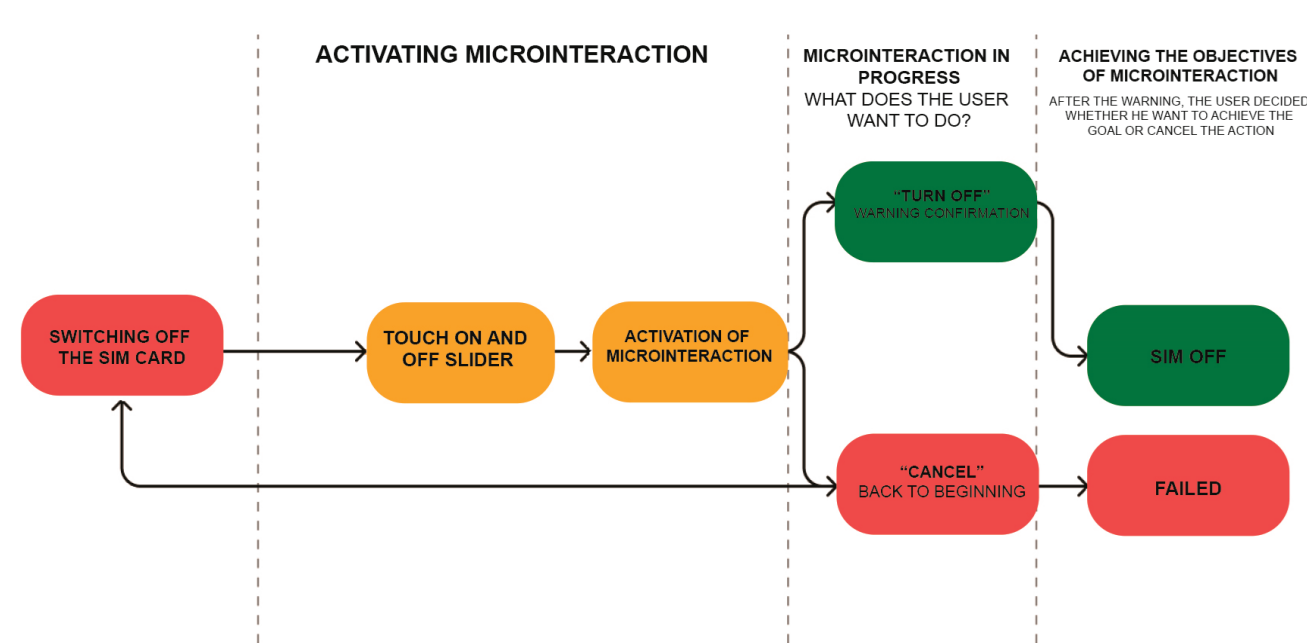 ACTIVATING MICROINTERACTION
MICROINTERACTION IN
PROGRESS
WHAT DOES THE USER
WANT TO DO?
ACHIEVING THE OBJECTIVES
OF MICROINTERACTION
AFTER THE WARNING, THE USER DECIDED
WHETHER HE WANT TO ACHIEVE THE
GOAL OR CANCEL THE ACTION
SWITCHING OFF
THE SIM CARD
TOUCH ON AND
OFF SLIDER
ACTIVATION OF
MICROINTERACTION
“TURN OFF”
WARNING CONFIRMATION
SIM OFF
“CANCEL”
BACK TO BEGINNING
FAILED